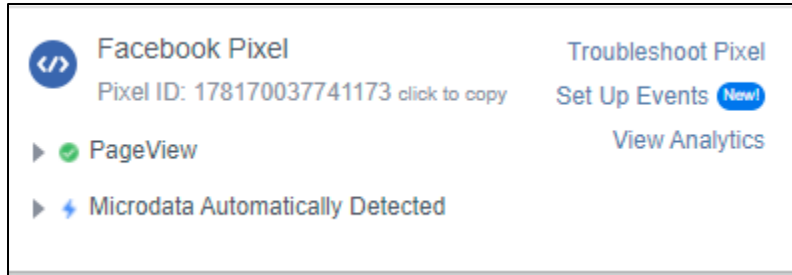 Facebook Pixel
Pixel ID: 178170037741173 click to copy
Troubleshoot Pixel
Set Up Events New!
View Analytics
PageView
Microdata Automatically Detected